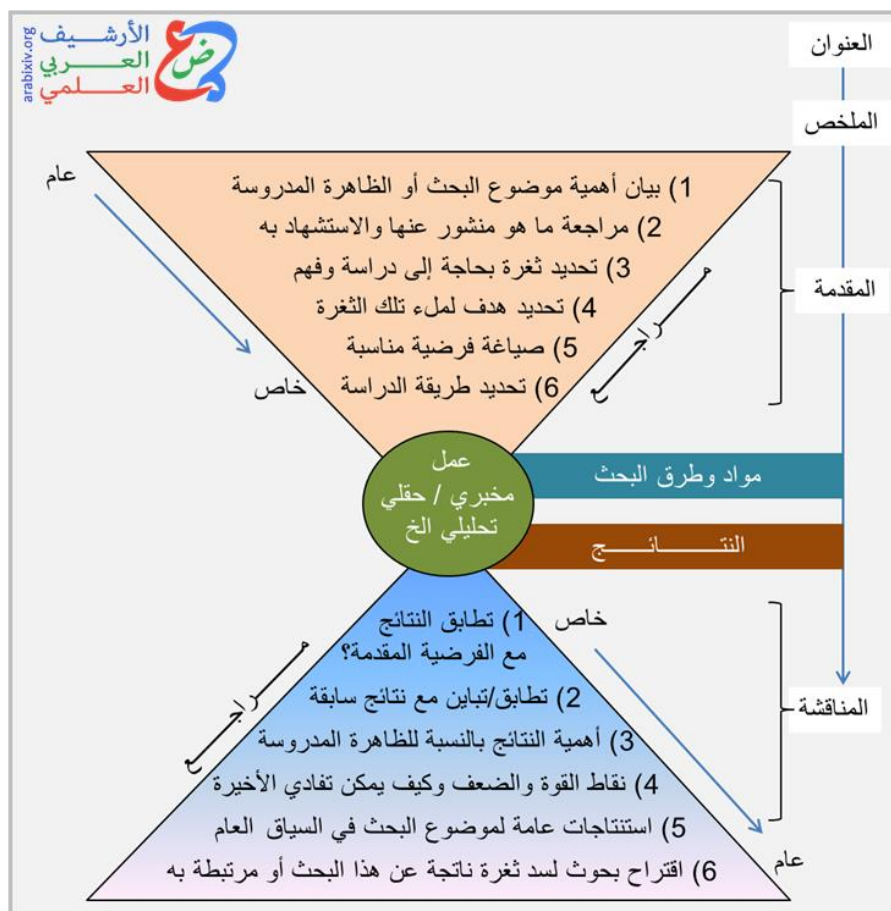 الأرشيف
العربي
العلمي
arabixiv.org
ض
العنوان
الملخص
عام
1) بيان أهمية موضوع البحث أو الظاهرة المدروسة
2) مراجعة ما هو منشور عنها والاستشهاد به
3) تحديد ثغرة بحاجة إلى دراسة وفهم
4) تحديد هدف لملء تلك الثغرة
5) صياغة فرضية مناسبة
6) تحديد طريقة الدراسة
خاص
مراجع
المقدمة
عمل
مخبري / حقلي
تحليلي الخ
مواد وطرق البحث
النتائج
خاص
1) تطابق النتائج
مع الفرضية المقدمة؟
2) تطابق/تباين مع نتائج سابقة
3) أهمية النتائج بالنسبة للظاهرة المدروسة
4) نقاط القوة والضعف وكيف يمكن تفادي الأخيرة
5) استنتاجات عامة لموضوع البحث في السياق العام
6) اقتراح بحوث لسد ثغرة ناتجة عن هذا البحث أو مرتبطة به
مراجع
المناقشة
عام